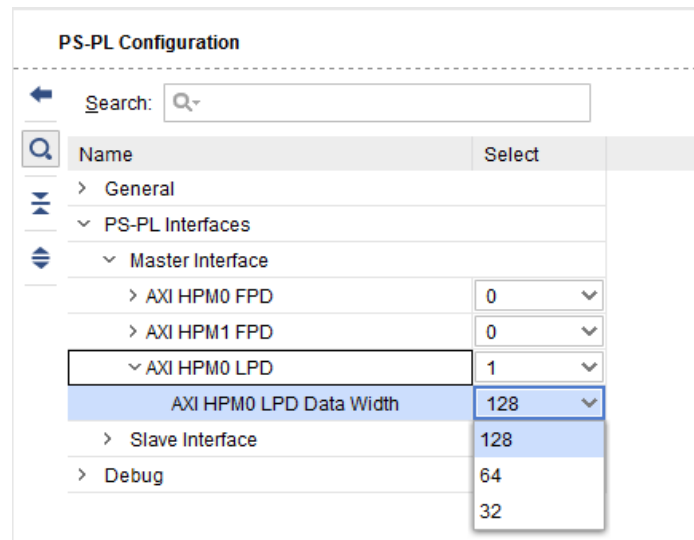 PS-PL Configuration
Search:
Name Select
General
PS-PL Interfaces
Master Interface
AXI HPM0 FPD 0
AXI HPM1 FPD 0
AXI HPM0 LPD 1
AXI HPM0 LPD Data Width 128
Slave Interface 128
Debug 64
32